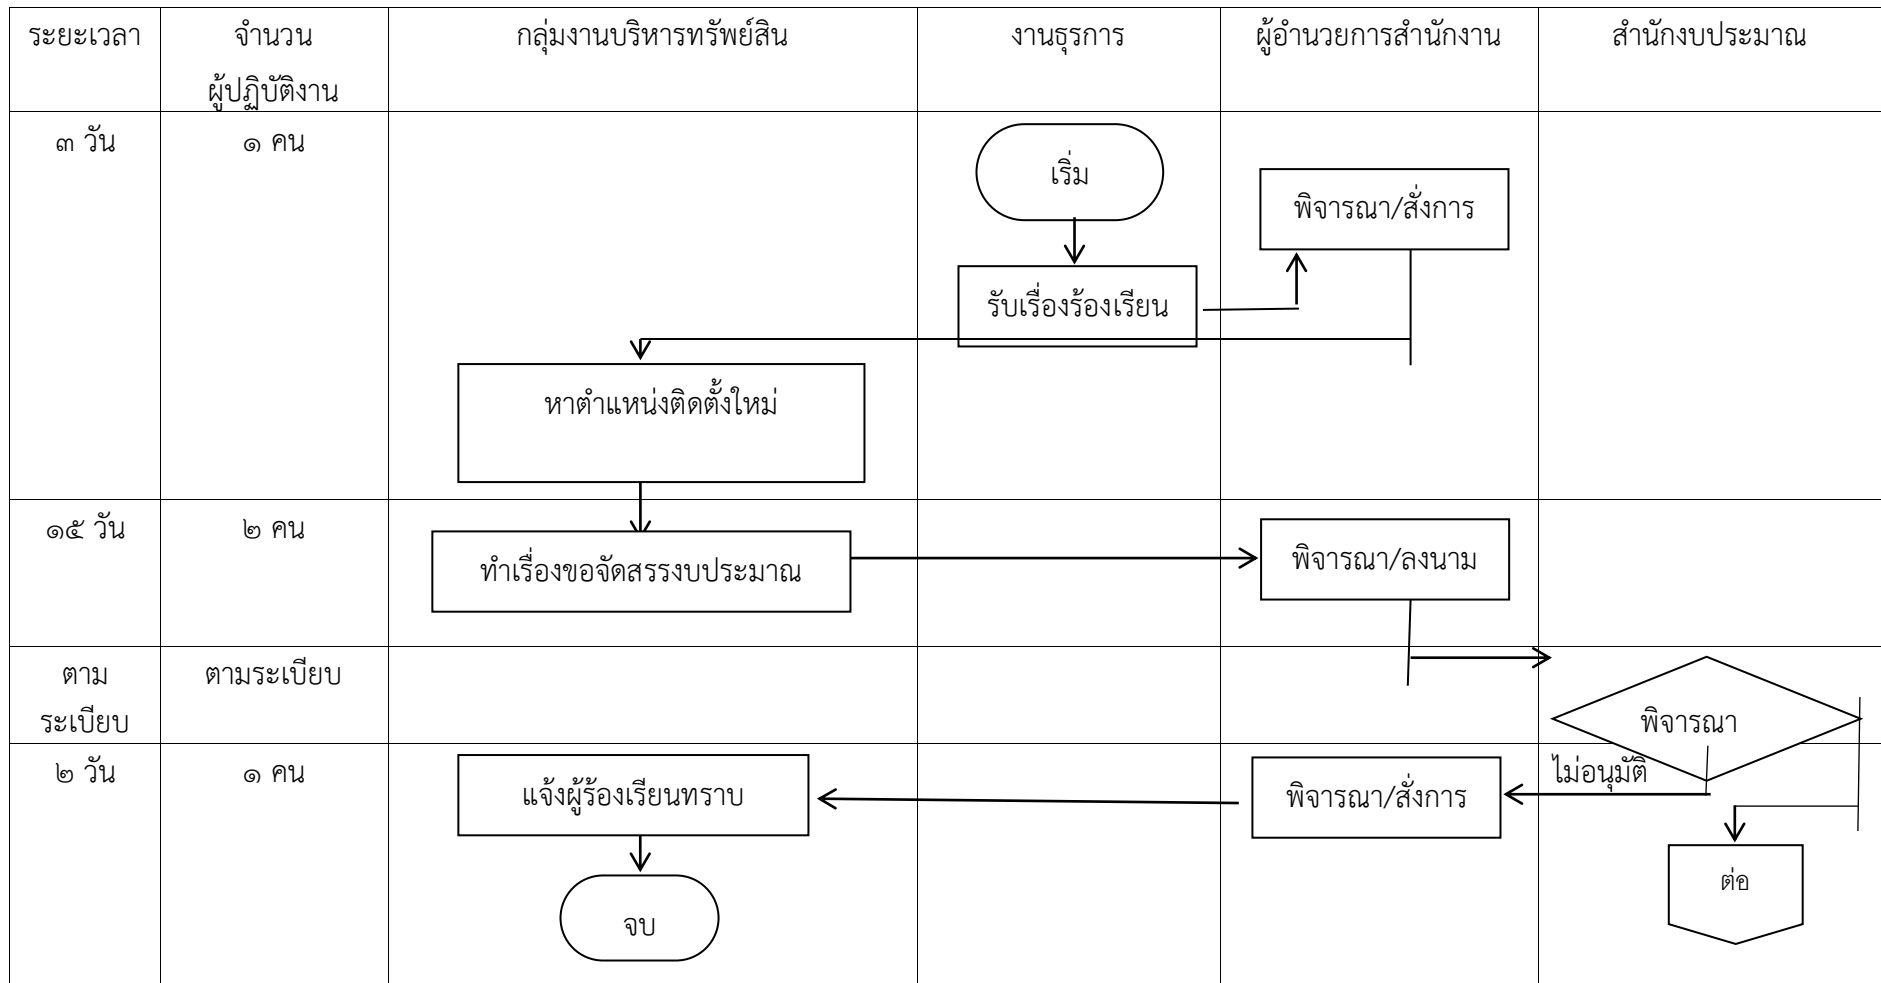 ระยะเวลา
จำนวน
ผู้ปฏิบัติงาน
กลุ่มงานบริหารทรัพย์สิน
งานธุรการ
ผู้อำนวยการสำนักงาน
สำนักงบประมาณ
๓ วัน
๑ คน
เริ่ม
พิจารณา/สั่งการ
รับเรื่องร้องเรียน
หาตำแหน่งติดตั้งใหม่
๑๕ วัน
๒ คน
ทำเรื่องขอจัดสรรงบประมาณ
พิจารณา/ลงนาม
ตาม
ระเบียบ
ตามระเบียบ
พิจารณา
๒ วัน
๑ คน
แจ้งผู้ร้องเรียนทราบ
พิจารณา/สั่งการ
ไม่อนุมัติ
ต่อ
จบ